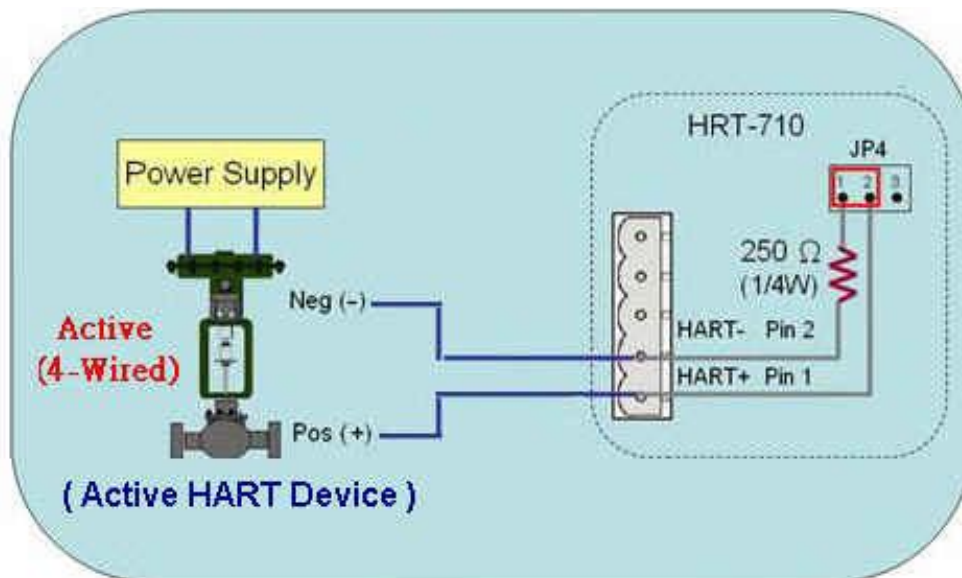 HRT-710
JP4
1 2 3
Power Supply
250 Ω
(1/4W)
Neg (-)
Active
(4-Wired)
HART- Pin 2
HART+ Pin 1
Pos (+)
( Active HART Device )